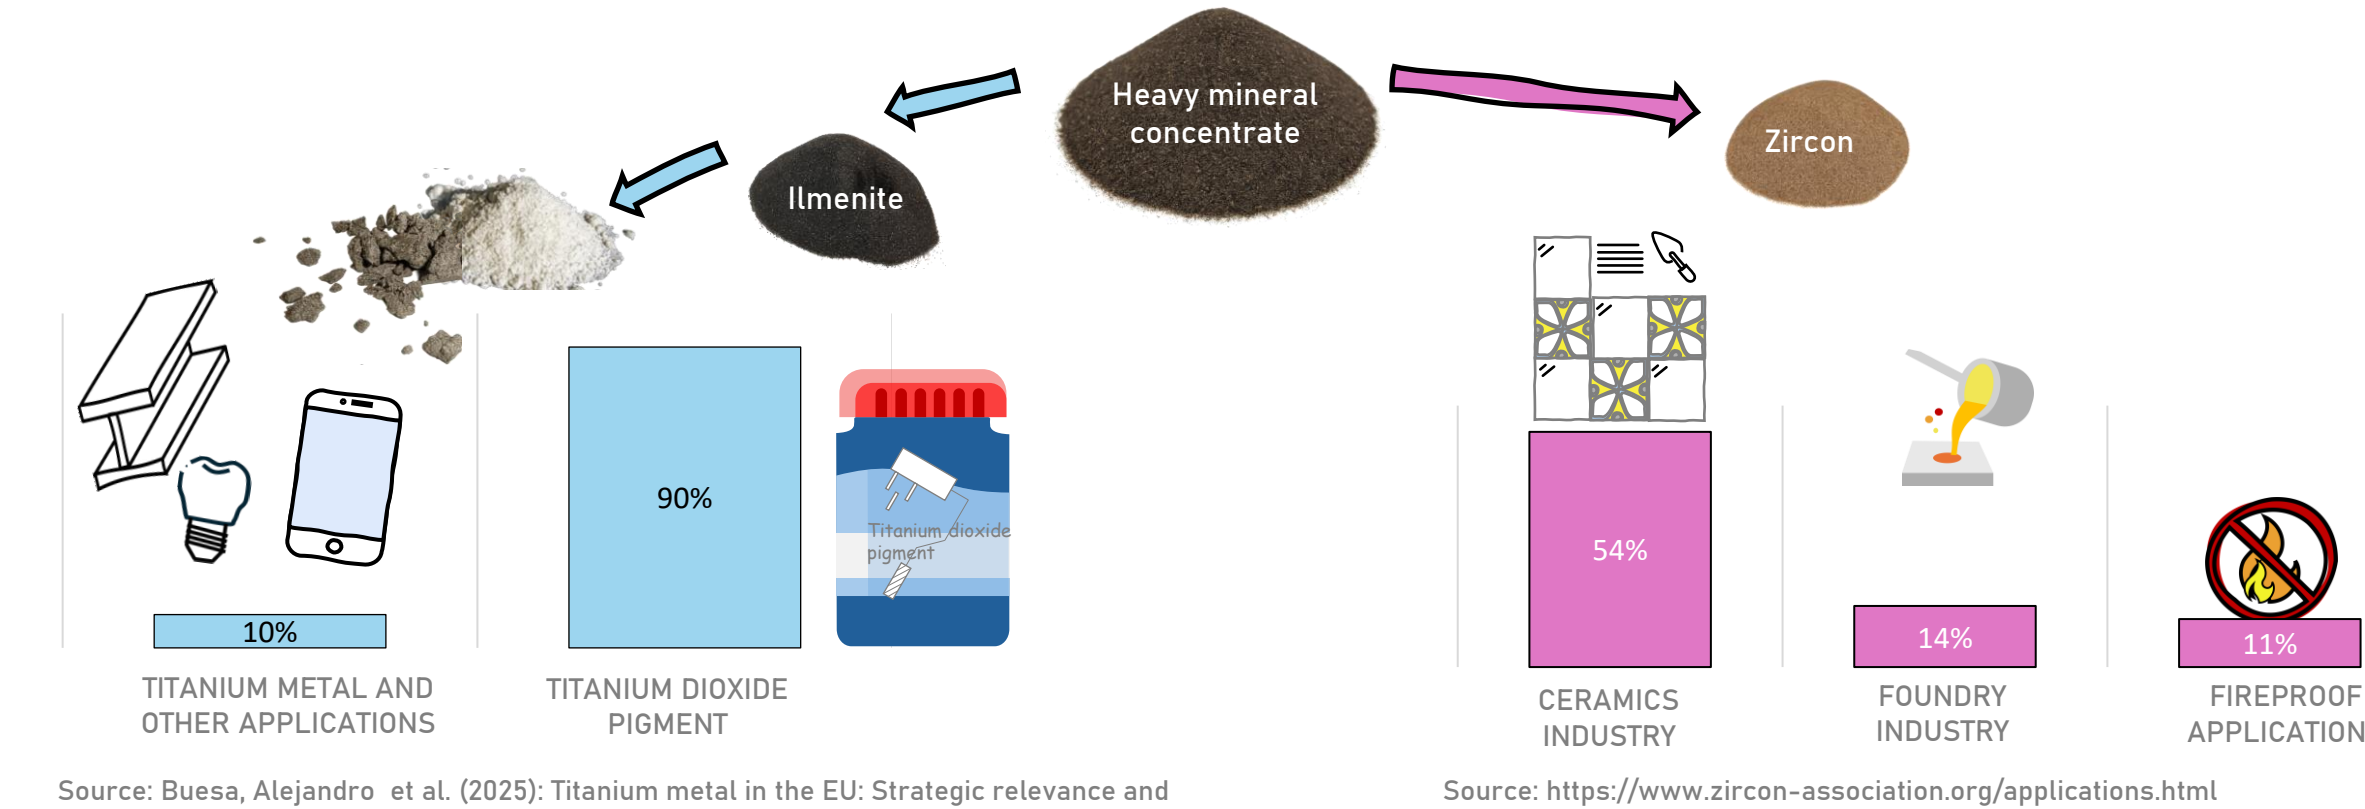 Heavy mineral
concentrate
Zircon
Ilmenite
Titanium dioxide
pigment
90%
10%
54%
14%
11%
TITANIUM METAL AND
OTHER APPLICATIONS
TITANIUM DIOXIDE
PIGMENT
CERAMICS
INDUSTRY
FOUNDRY
INDUSTRY
FIREPROOF
APPLICATION
Source: Buesa, Alejandro et al. (2025): Titanium metal in the EU: Strategic relevance and
Source: https://www.zircon-association.org/applications.html